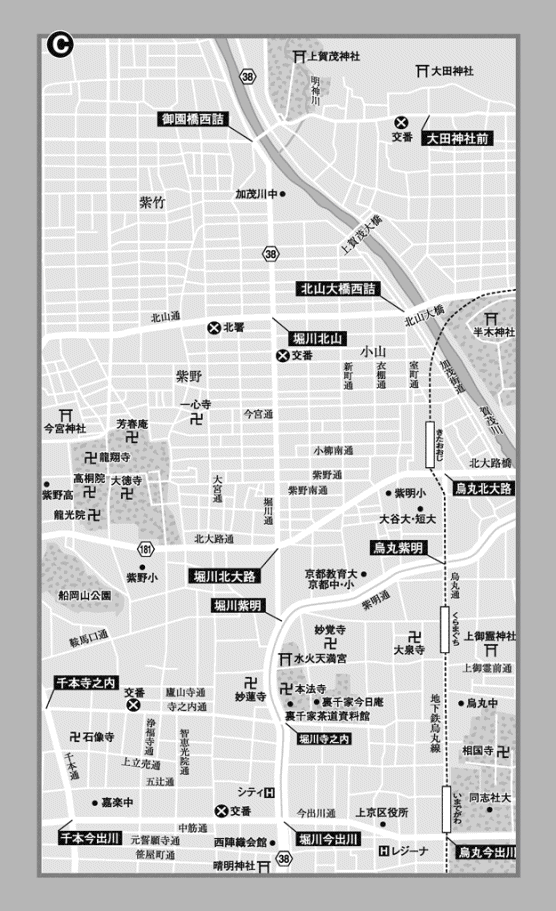 C
上賀茂神社
38
大田神社
明神川
御園橋西詰
交番
大田神社前
加茂川中
紫竹
上賀茂大橋
38
北山大橋西詰
北山通
北山大橋
北署
堀川北山
半木神社
交番
小山
新町通
衣棚通
室町通
加茂街道
紫野
一心寺
今宮通
賀茂川
今宮神社
芳春庵
きたおおじ
龍翔寺
小柳南通
北大路橋
高桐院
大徳寺
大宮通
紫野通
紫野南通
紫明小
烏丸北大路
紫野高
堀川通
龍光院
大谷大・短大
北大路通
181
烏丸紫明
紫野小
堀川北大路
京都教育大
京都中・小
烏丸通
船岡山公園
堀川紫明
紫明通
くらまぐち
鞍馬口通
妙覚寺
大泉寺
上御霊神社
水火天満宮
上御霊前通
千本寺之内
交番
廬山寺通
妙蓮寺
本法寺
寺之内通
裏千家今日庵
烏丸中
裏千家茶道資料館
地下鉄烏丸線
浄福寺通
智恵光院通
石像寺
堀川寺之内
相国寺
千本通
上立売通
五辻通
シティH
いまでがわ
同志社大
嘉楽中
交番
今出川通
上京区役所
千本今出川
中筋通
元誓願寺通
西陣織会館
堀川今出川
笹屋町通
Hレジーナ
烏丸今出川
晴明神社
38